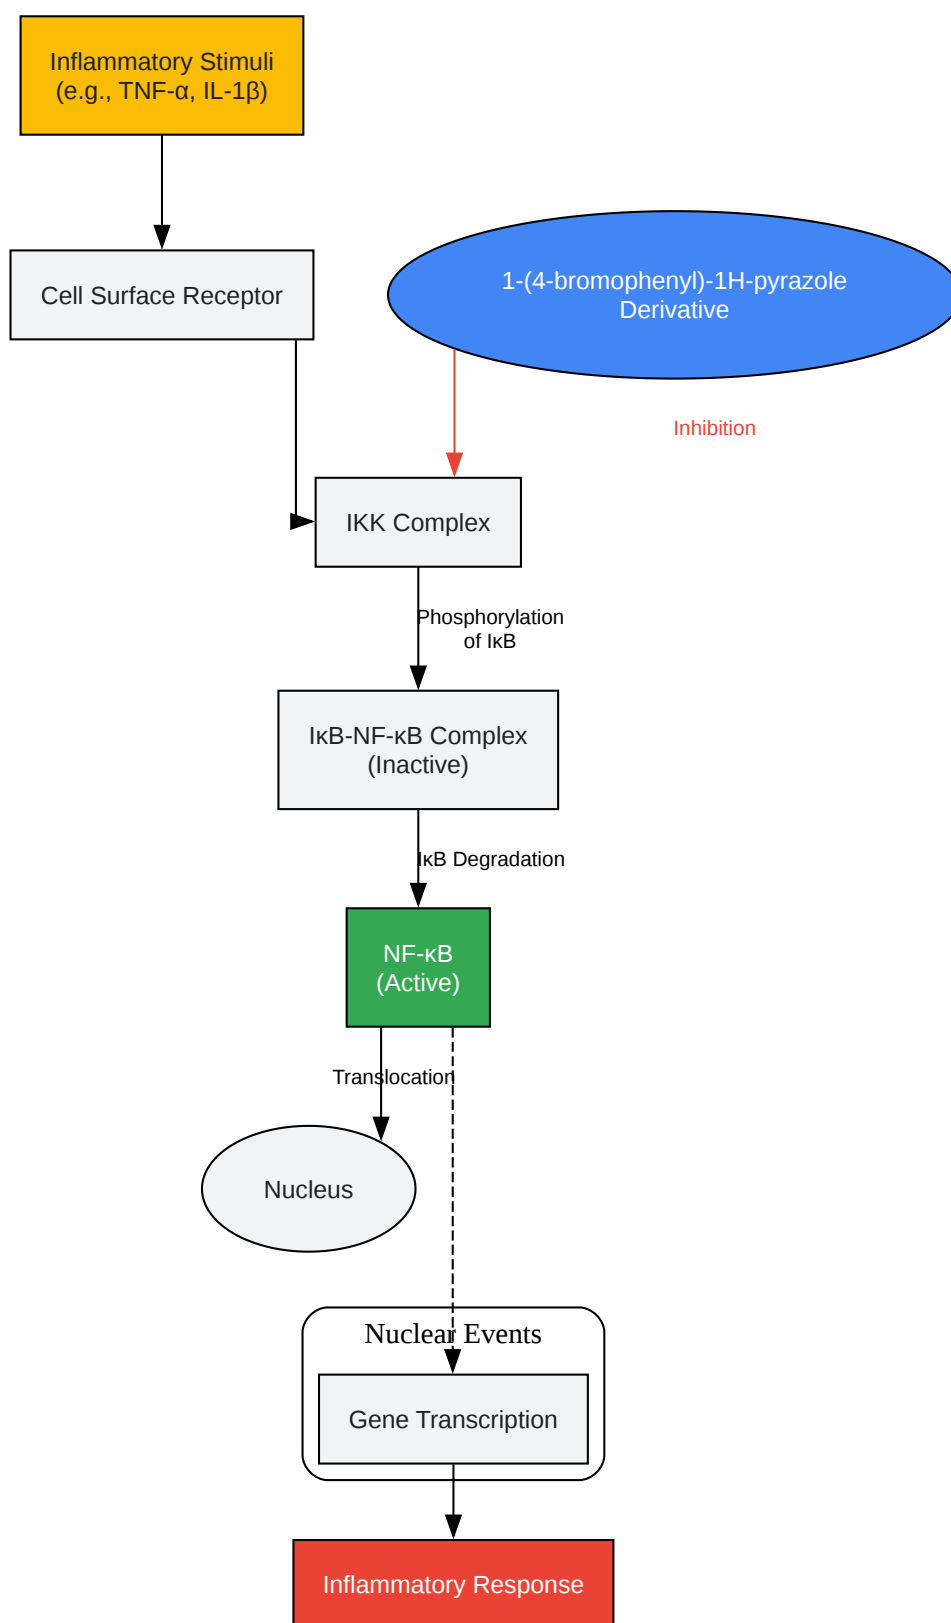 Inflammatory Stimuli
(e.g., TNF-α, IL-1β)
Cell Surface Receptor
1-(4-bromophenyl)-1H-pyrazole
Derivative
Inhibition
IKK Complex
Phosphorylation
of IκB
IκB-NF-κB Complex
(Inactive)
IκB Degradation
NF-κB
(Active)
Translocation
Nucleus
Nuclear Events
Gene Transcription
Inflammatory Response